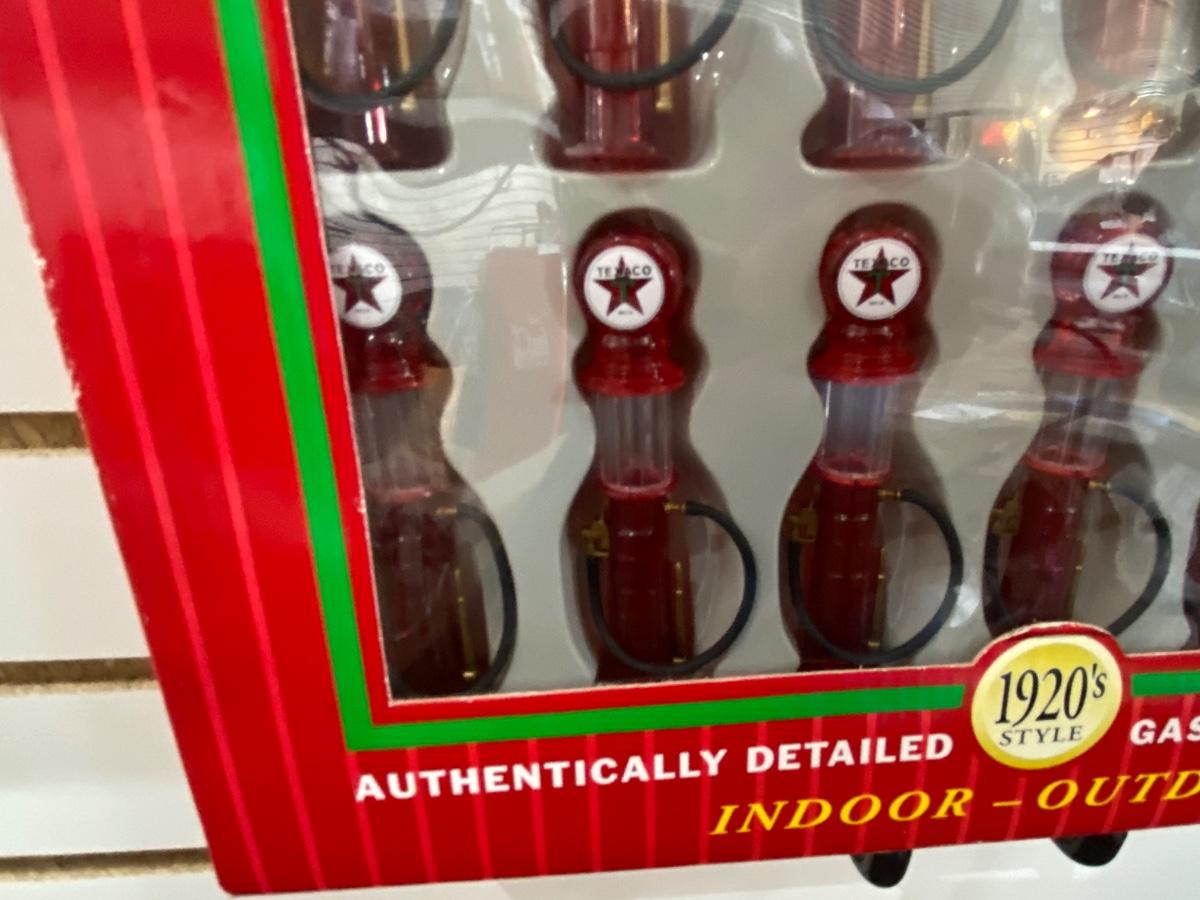 TEXACO TEXACO TEXACO TEXACO
T T T T
1920's
STYLE
AUTHENTICALLY DETAILED GAS
INDOOR – OUTD